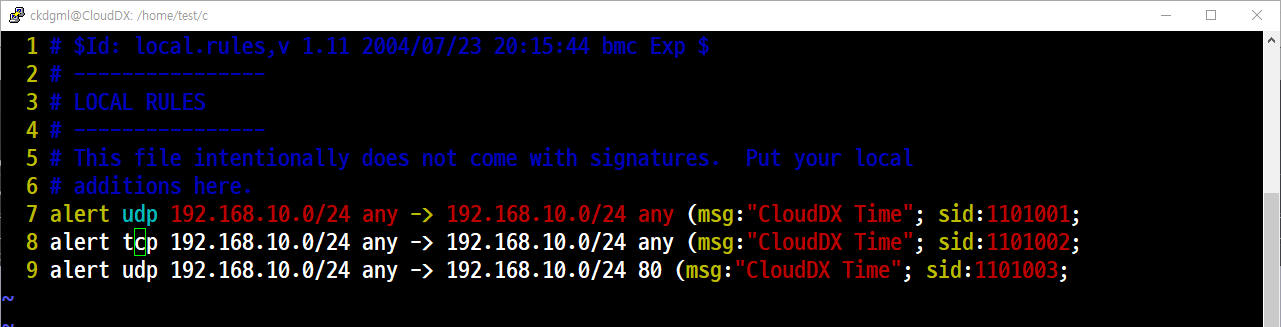 ckdgml@CloudDX: /home/test/c
1 # $Id: local.rules,v 1.11 2004/07/23 20:15:44 bmc Exp $
2 # ----------------
3 # LOCAL RULES
4 # ----------------
5 # This file intentionally does not come with signatures.  Put your local
6 # additions here.
7 alert udp 192.168.10.0/24 any -> 192.168.10.0/24 any (msg:"CloudDX Time"; sid:1101001;
8 alert tcp 192.168.10.0/24 any -> 192.168.10.0/24 any (msg:"CloudDX Time"; sid:1101002;
9 alert udp 192.168.10.0/24 any -> 192.168.10.0/24 80 (msg:"CloudDX Time"; sid:1101003;
~
~